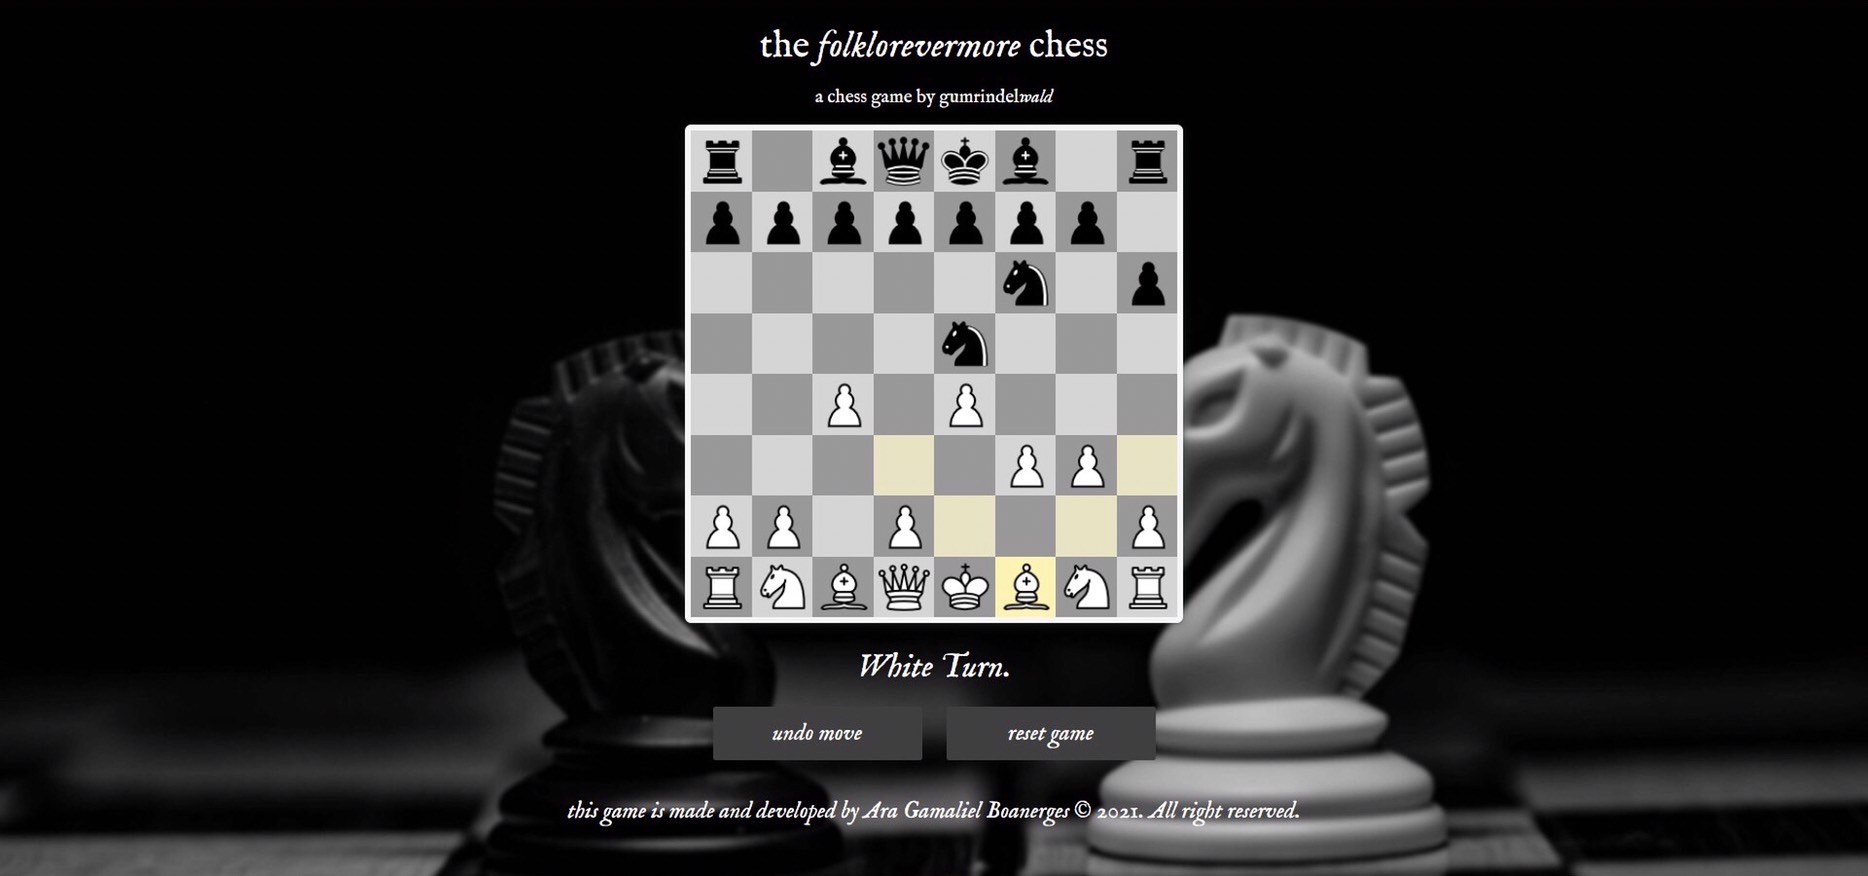 the folklorevermore chess
a chess game by gumrindelwald
White Turn.
undo move
reset game
this game is made and developed by Ara Gamaliel Boanerges © 2021. All right reserved.